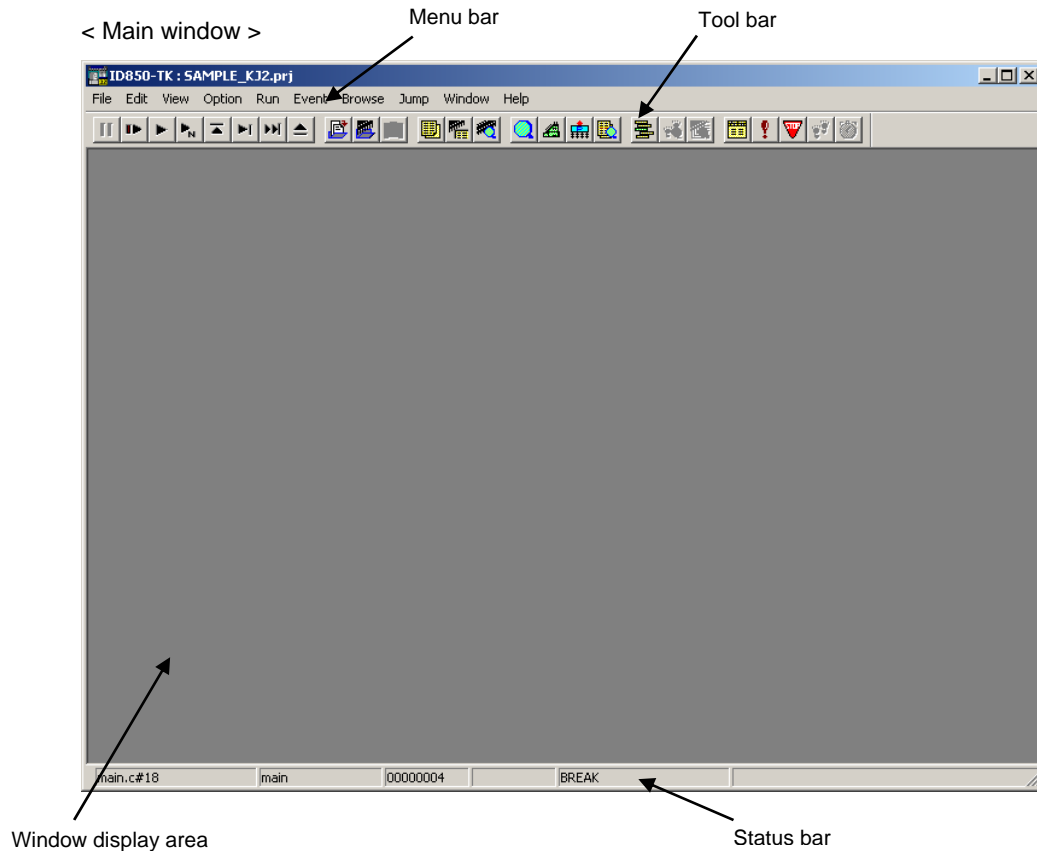 Menu bar
Tool bar
< Main window >
ID850-TK : SAMPLE_KJ2.prj
File Edit View Option Run Event Browse Jump Window Help
N
main.c#18 main 00000004 BREAK
Window display area
Status bar